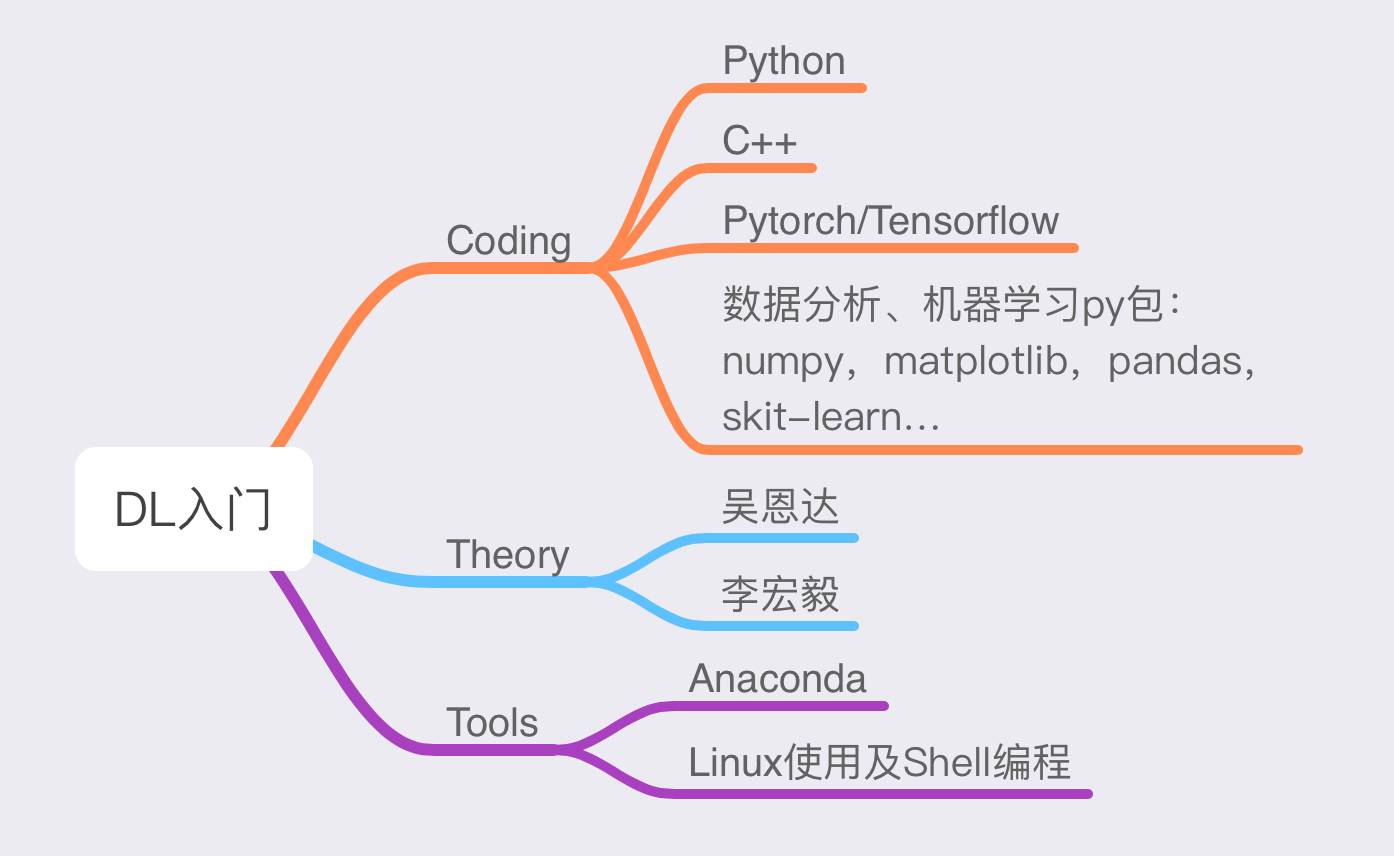 Python
C++
Pytorch/Tensorflow
Coding
数据分析、机器学习py包：
numpy，matplotlib，pandas，
skit-learn…
DL入门
吴恩达
Theory
李宏毅
Anaconda
Tools
Linux使用及Shell编程